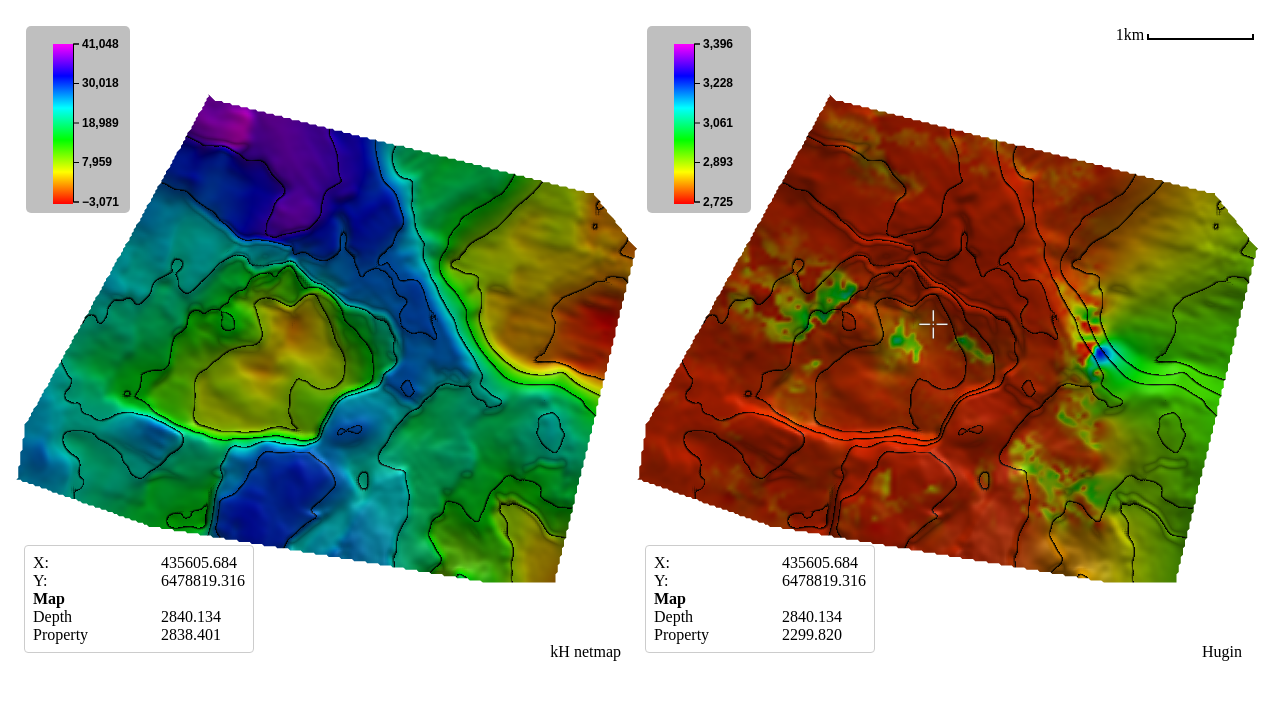 41,048
30,018
18,989
7,959
−3,071
3,396
3,228
3,061
2,893
2,725
1km
X: 435605.684
Y: 6478819.316
Map
Depth 2840.134
Property 2838.401
kH netmap
X: 435605.684
Y: 6478819.316
Map
Depth 2840.134
Property 2299.820
Hugin